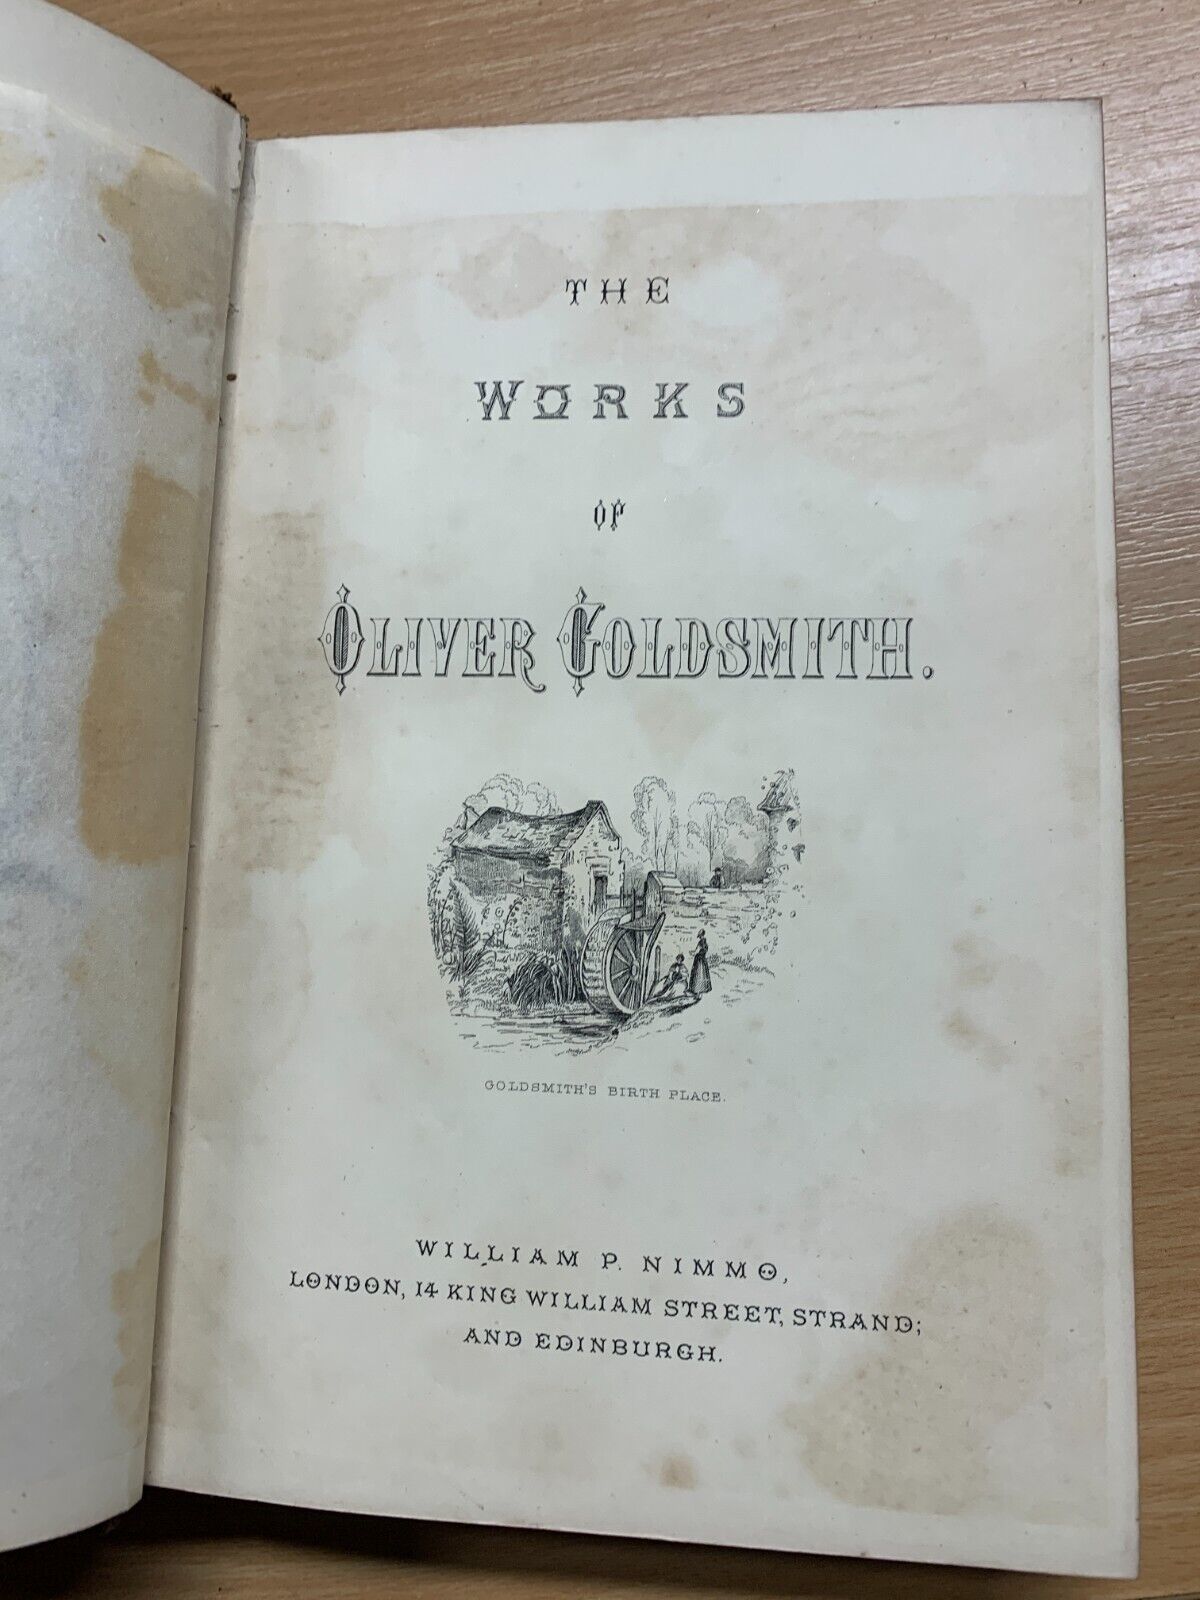 THE
WORKS
OF
OLIVER GOLDSMITH.
GOLDSMITH'S BIRTH PLACE.
WILLIAM P. NIMMO,
LONDON, 14 KING WILLIAM STREET, STRAND;
AND EDINBURGH.